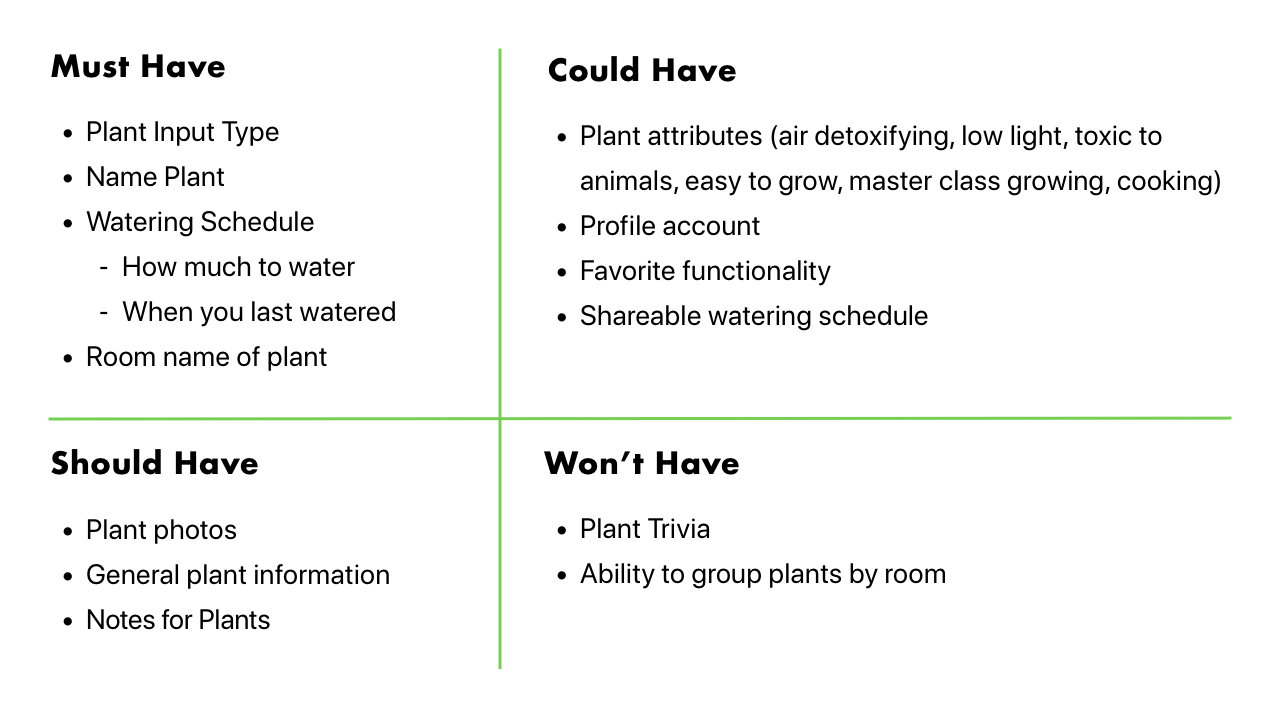 Must Have
• Plant Input Type
• Name Plant
• Watering Schedule
- How much to water
- When you last watered
• Room name of plant
Could Have
• Plant attributes (air detoxifying, low light, toxic to
animals, easy to grow, master class growing, cooking)
• Profile account
• Favorite functionality
• Shareable watering schedule
Should Have
• Plant photos
• General plant information
• Notes for Plants
Won’t Have
• Plant Trivia
• Ability to group plants by room